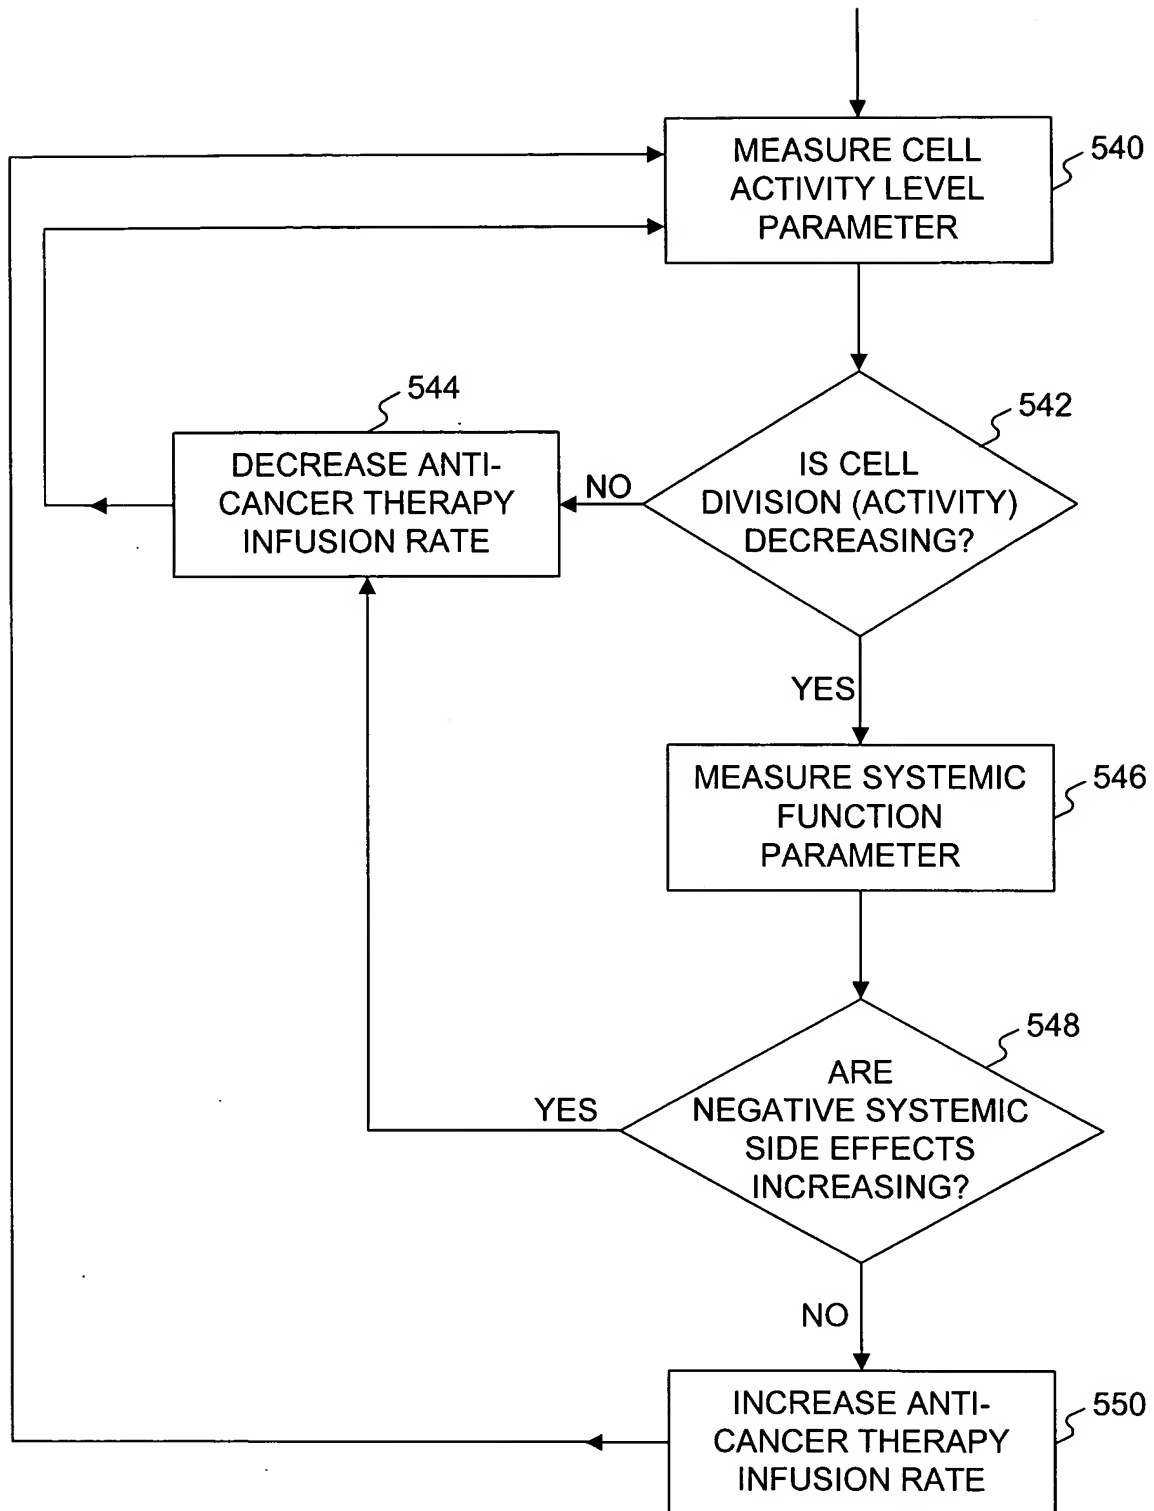 MEASURE CELL
ACTIVITY LEVEL
PARAMETER
540
544
542
DECREASE ANTI-
CANCER THERAPY
INFUSION RATE
NO
IS CELL
DIVISION (ACTIVITY)
DECREASING?
YES
MEASURE SYSTEMIC
FUNCTION
PARAMETER
546
548
YES
ARE
NEGATIVE SYSTEMIC
SIDE EFFECTS
INCREASING?
NO
INCREASE ANTI-
CANCER THERAPY
INFUSION RATE
550